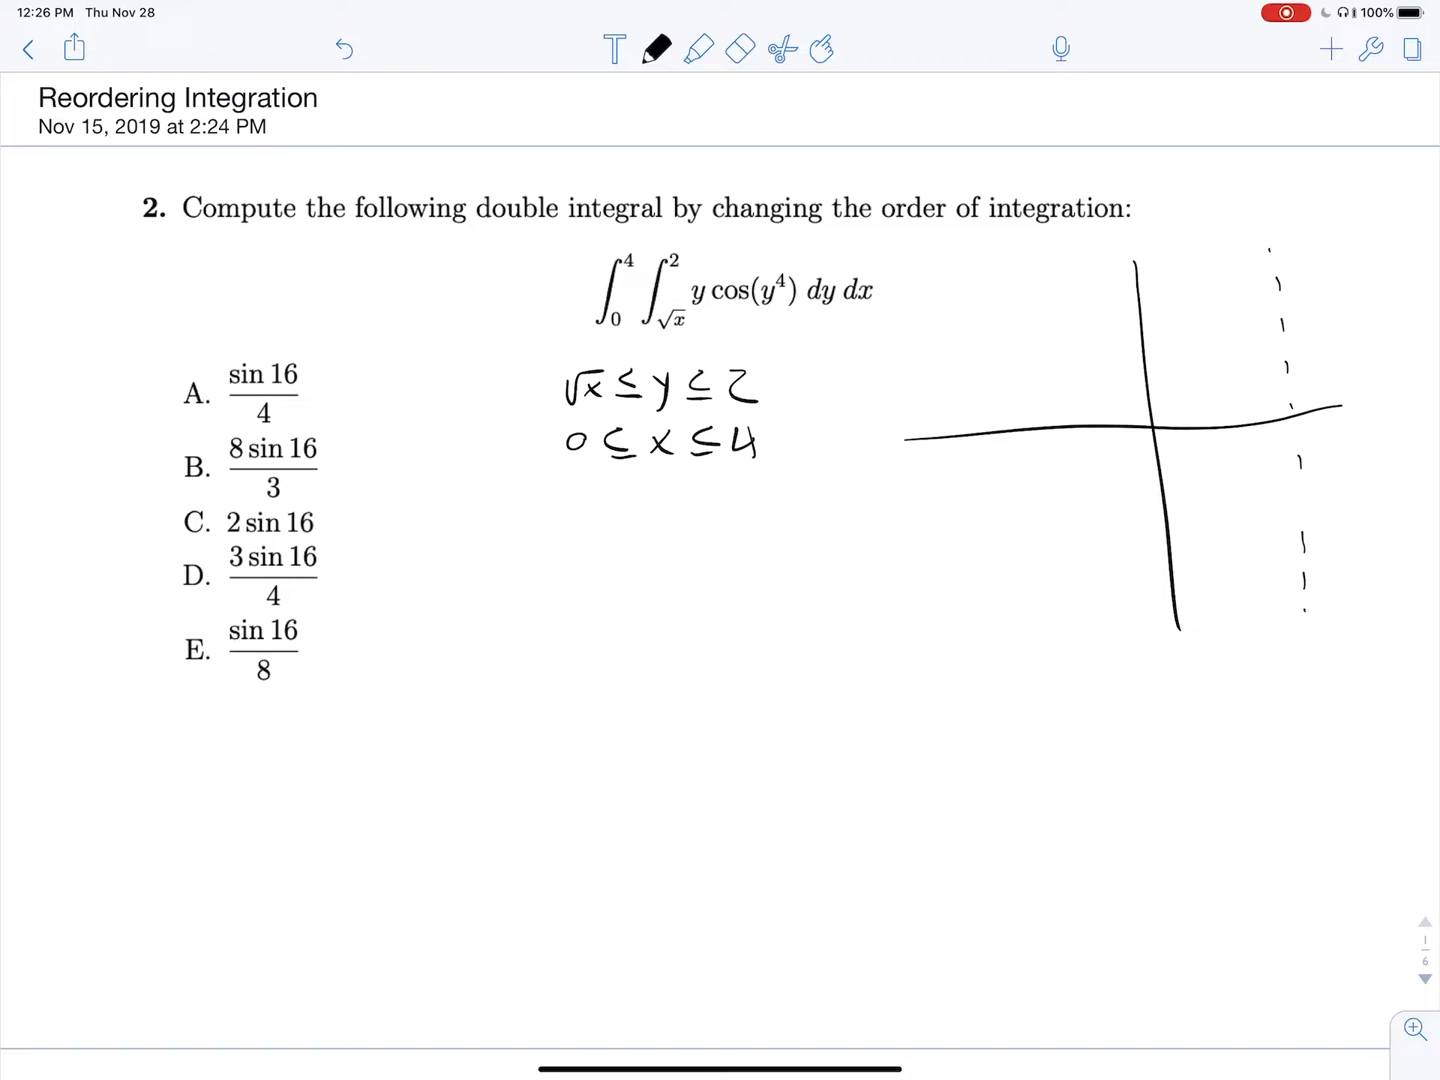 12:26 PM Thu Nov 28 100%
Reordering Integration
Nov 15, 2019 at 2:24 PM
2. Compute the following double integral by changing the order of integration:
∫₀⁴ ∫_{√x}² y cos(y⁴) dy dx
√x ≤ y ≤ 2
0 ≤ x ≤ 4
A. sin 16 / 4
B. 8 sin 16 / 3
C. 2 sin 16
D. 3 sin 16 / 4
E. sin 16 / 8
1
6